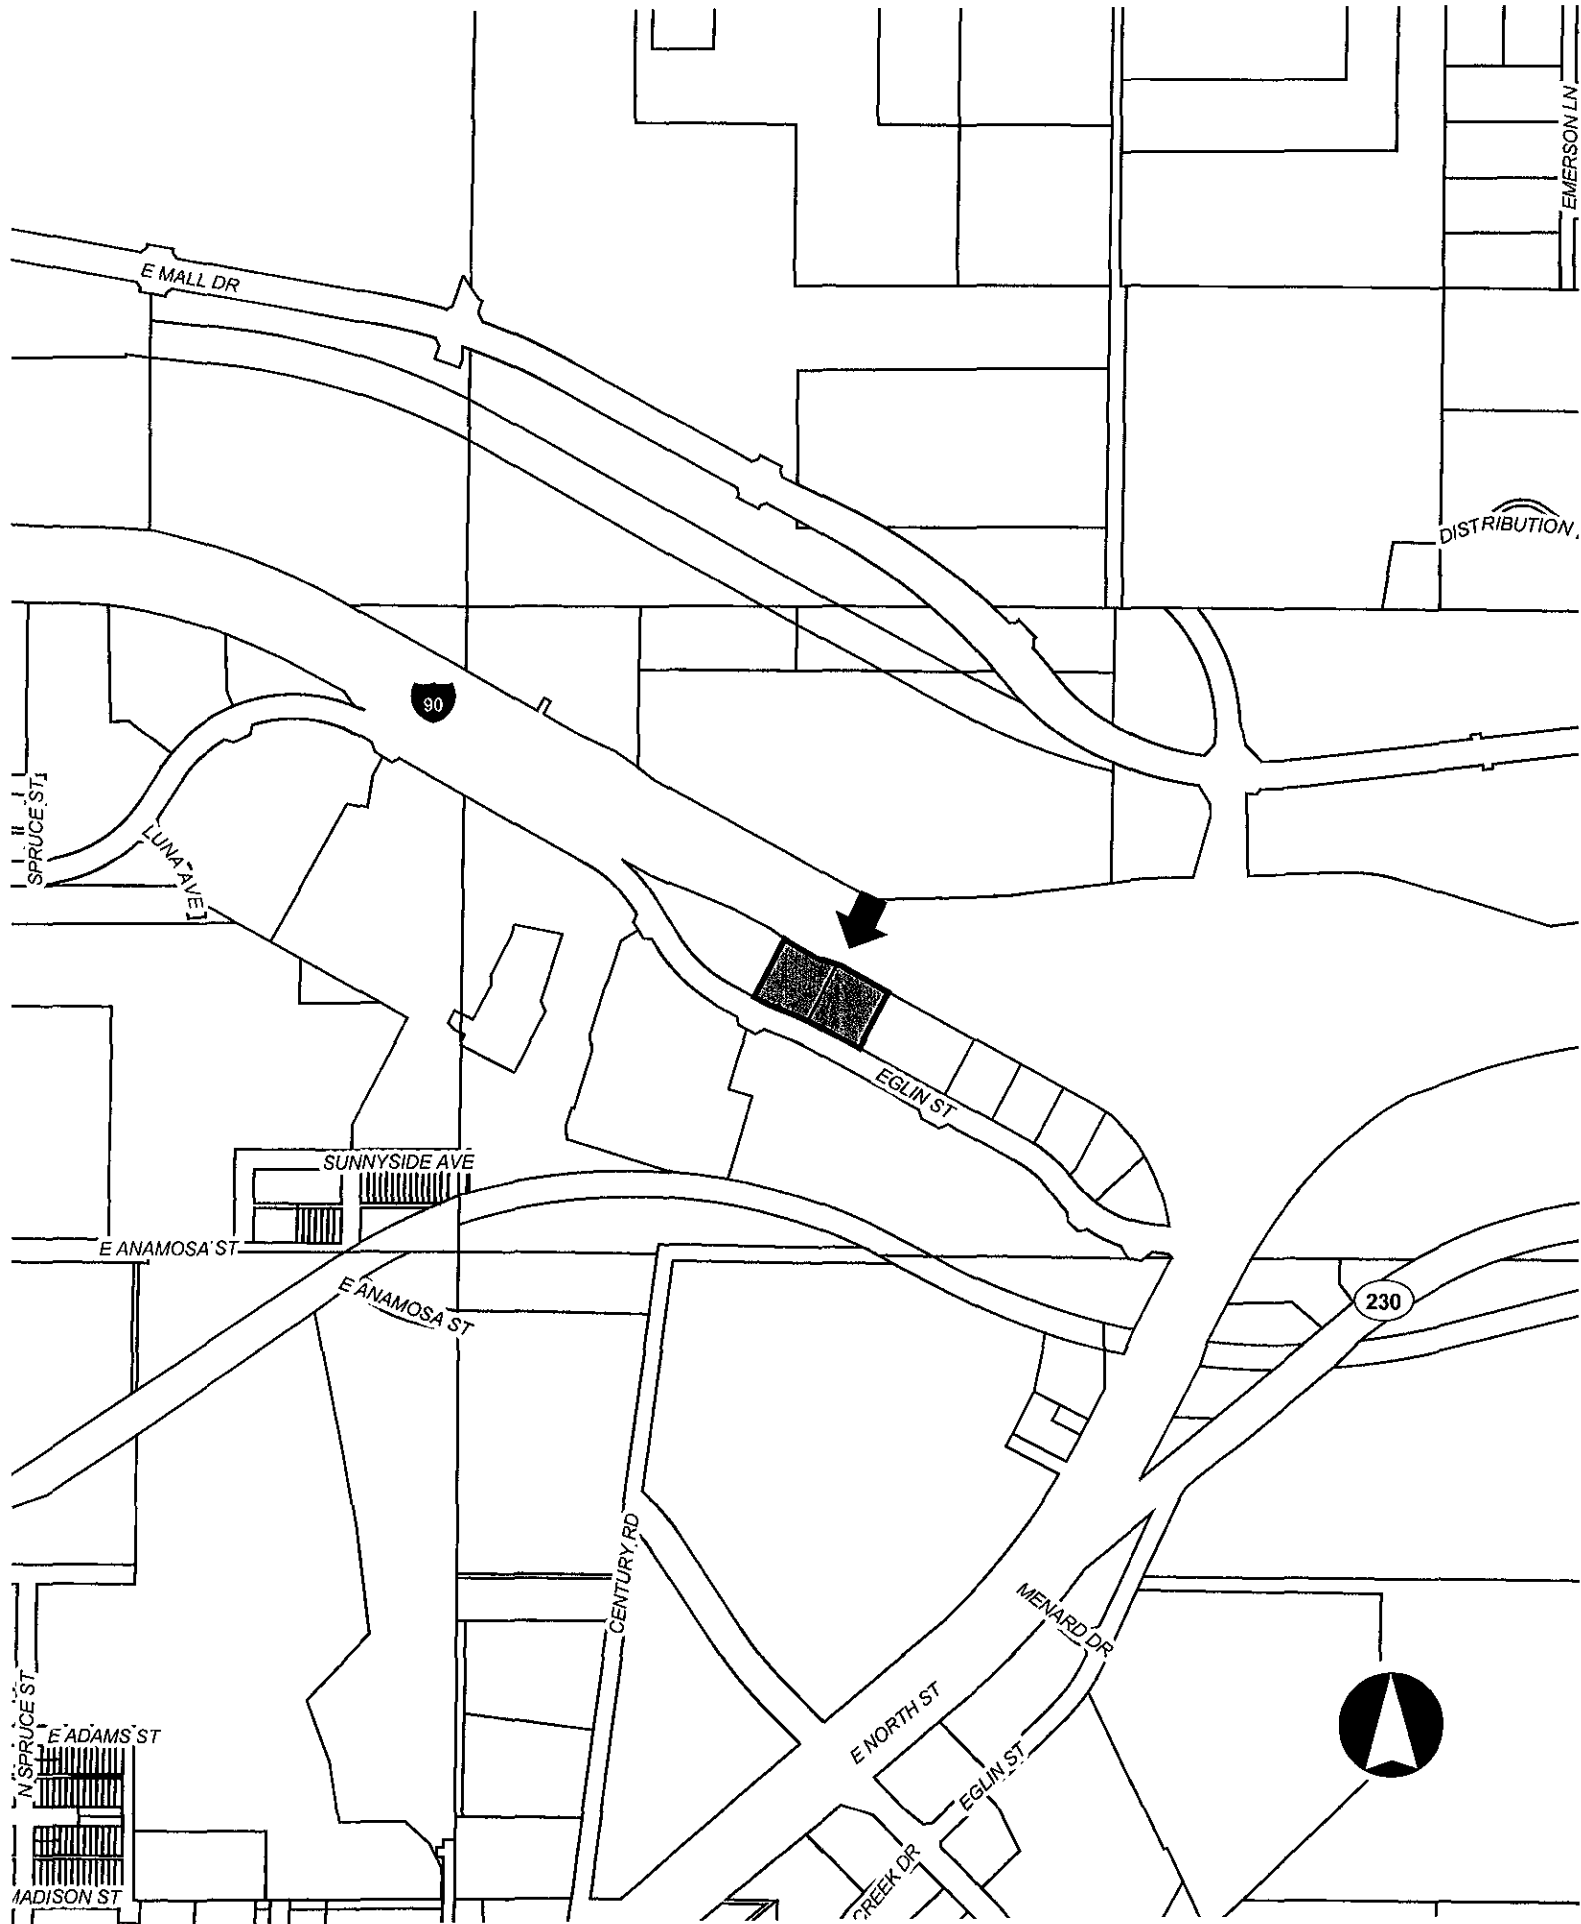 EMERSON LN
E MALL DR
DISTRIBUTION
90
SPRUCE ST
LUNA AVE
EGLIN ST
SUNNYSIDE AVE
E ANAMOSA ST
E ANAMOSA ST
230
CENTURY RD
MENARD DR
N SPRUCE ST
E ADAMS ST
E NORTH ST
EGLIN ST
CREEK DR
MADISON ST